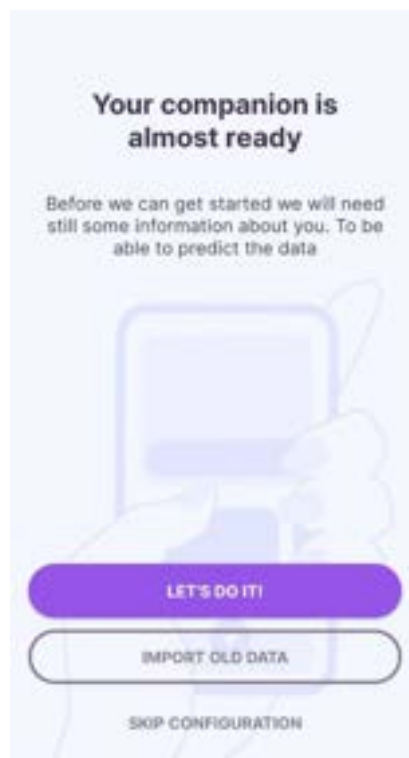 Your companion is
almost ready
Before we can get started we will need
still some information about you. To be
able to predict the data
LET'S DO IT!
IMPORT OLD DATA
SKIP CONFIGURATION